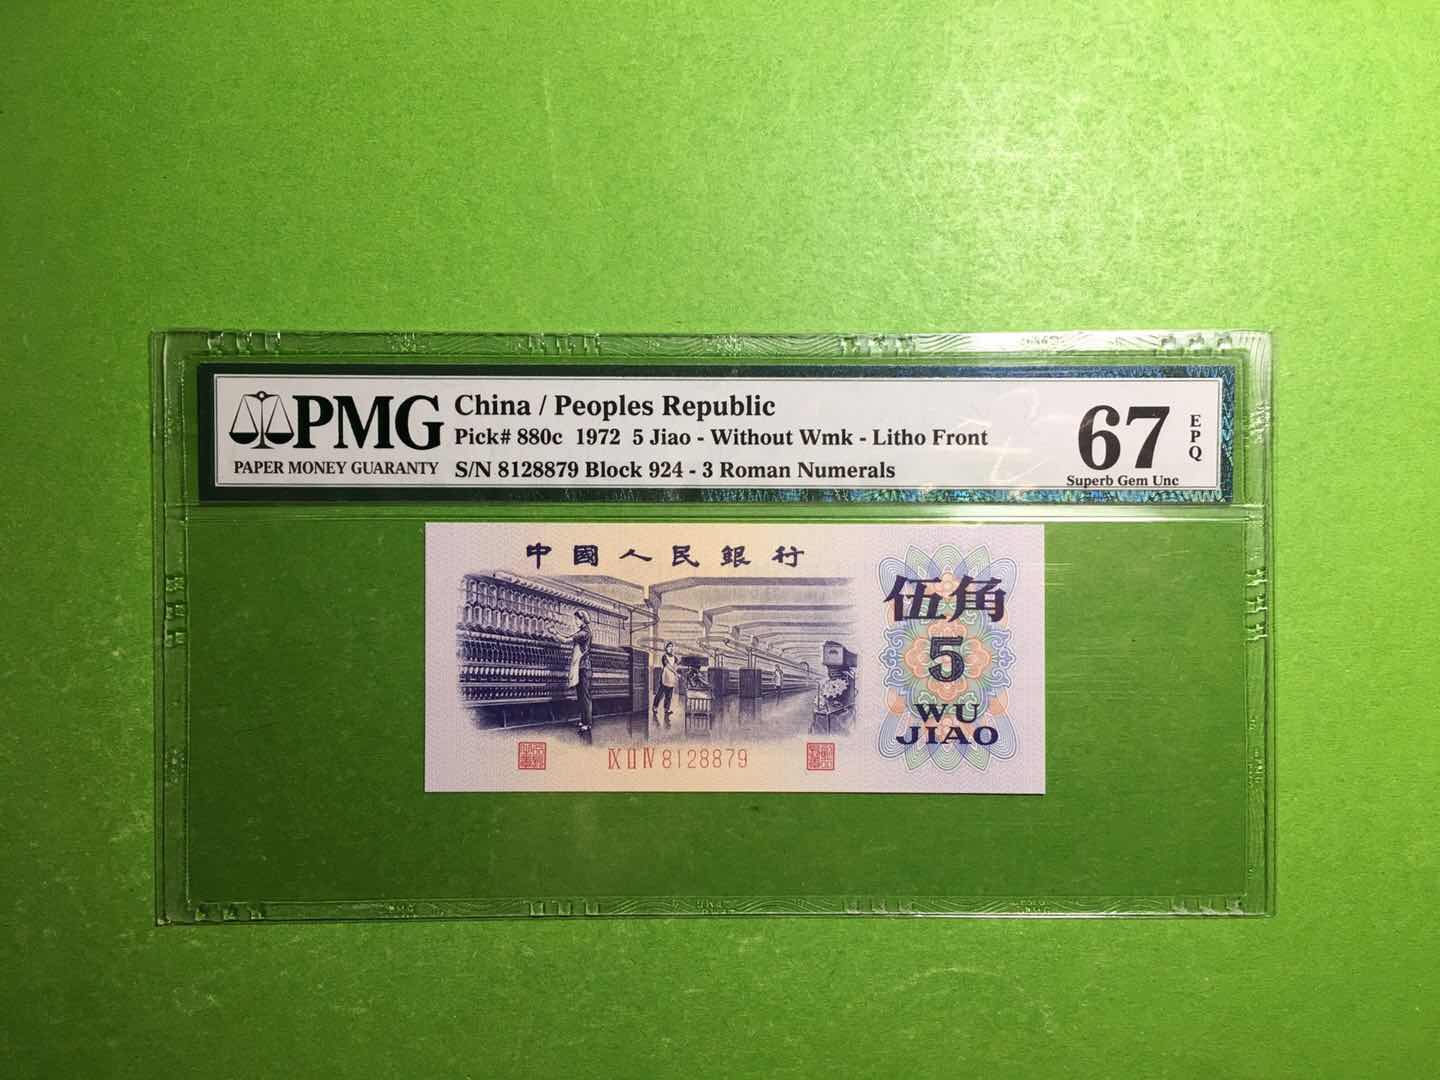 PMG
PAPER MONEY GUARANTY
China / Peoples Republic
Pick# 880c 1972 5 Jiao - Without Wmk - Litho Front
S/N 8128879 Block 924 - 3 Roman Numerals
67
EPQ
Superb Gem Unc
中國人民銀行
伍角
5
WU
JIAO
IX II IV 8128879